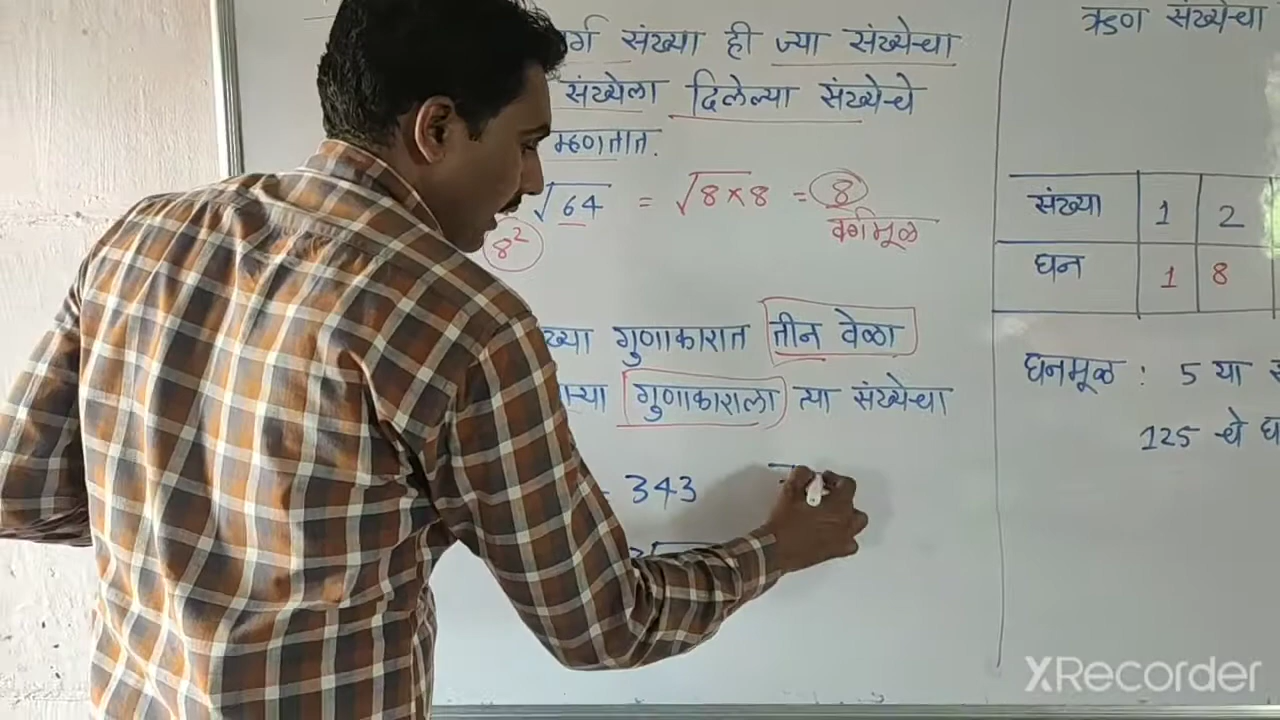 वर्ग संख्या ही ज्या संख्येचा
संख्येला दिलेल्या संख्येचे
म्हणतात.
√64 = √8×8 = 8
8²
वर्गमूळ
गुणाकारात तीन वेळा
गुणाकाराला त्या संख्येचा
343
ऋण संख्येचा
संख्या 1 2
घन 1 8
घनमूळ : 5 या
125 चे
XRecorder